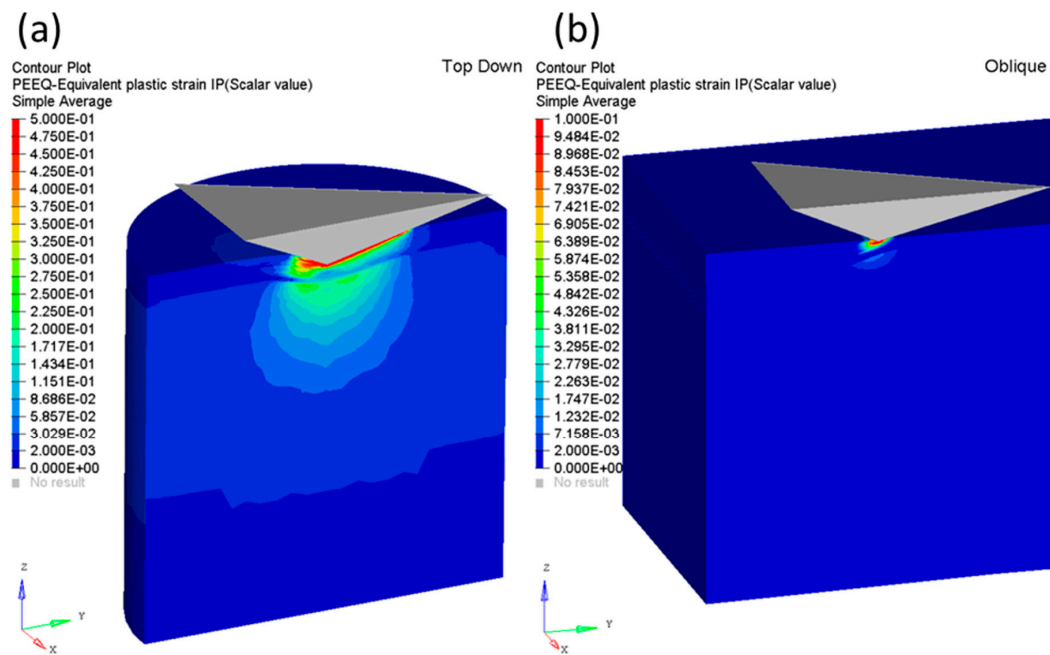 (a)
Contour Plot
PEEQ-Equivalent plastic strain IP(Scalar value)
Simple Average
Top Down
5.000E-01
4.750E-01
4.500E-01
4.250E-01
4.000E-01
3.750E-01
3.500E-01
3.250E-01
3.000E-01
2.750E-01
2.500E-01
2.250E-01
2.000E-01
1.717E-01
1.434E-01
1.151E-01
8.686E-02
5.857E-02
3.029E-02
2.000E-03
0.000E+00
No result
Z
Y
X
(b)
Contour Plot
PEEQ-Equivalent plastic strain IP(Scalar value)
Simple Average
Oblique
1.000E-01
9.484E-02
8.968E-02
8.453E-02
7.937E-02
7.421E-02
6.905E-02
6.389E-02
5.874E-02
5.358E-02
4.842E-02
4.326E-02
3.811E-02
3.295E-02
2.779E-02
2.263E-02
1.747E-02
1.232E-02
7.158E-03
2.000E-03
0.000E+00
No result
Z
Y
X